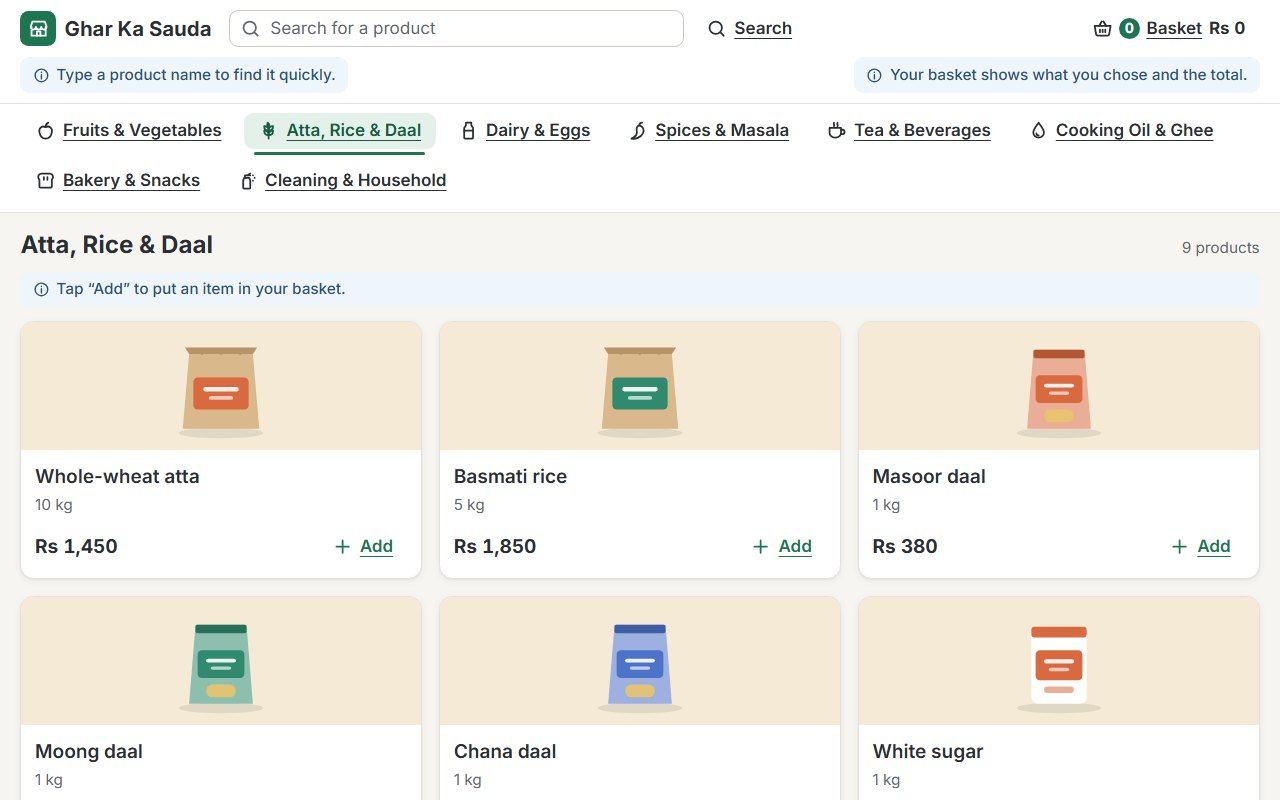 Ghar Ka Sauda
Search for a product
Search
0 Basket Rs 0
Type a product name to find it quickly.
Your basket shows what you chose and the total.
Fruits & Vegetables
Atta, Rice & Daal
Dairy & Eggs
Spices & Masala
Tea & Beverages
Cooking Oil & Ghee
Bakery & Snacks
Cleaning & Household
Atta, Rice & Daal
9 products
Tap “Add” to put an item in your basket.
Whole-wheat atta
10 kg
Rs 1,450
+ Add
Basmati rice
5 kg
Rs 1,850
+ Add
Masoor daal
1 kg
Rs 380
+ Add
Moong daal
1 kg
Chana daal
1 kg
White sugar
1 kg